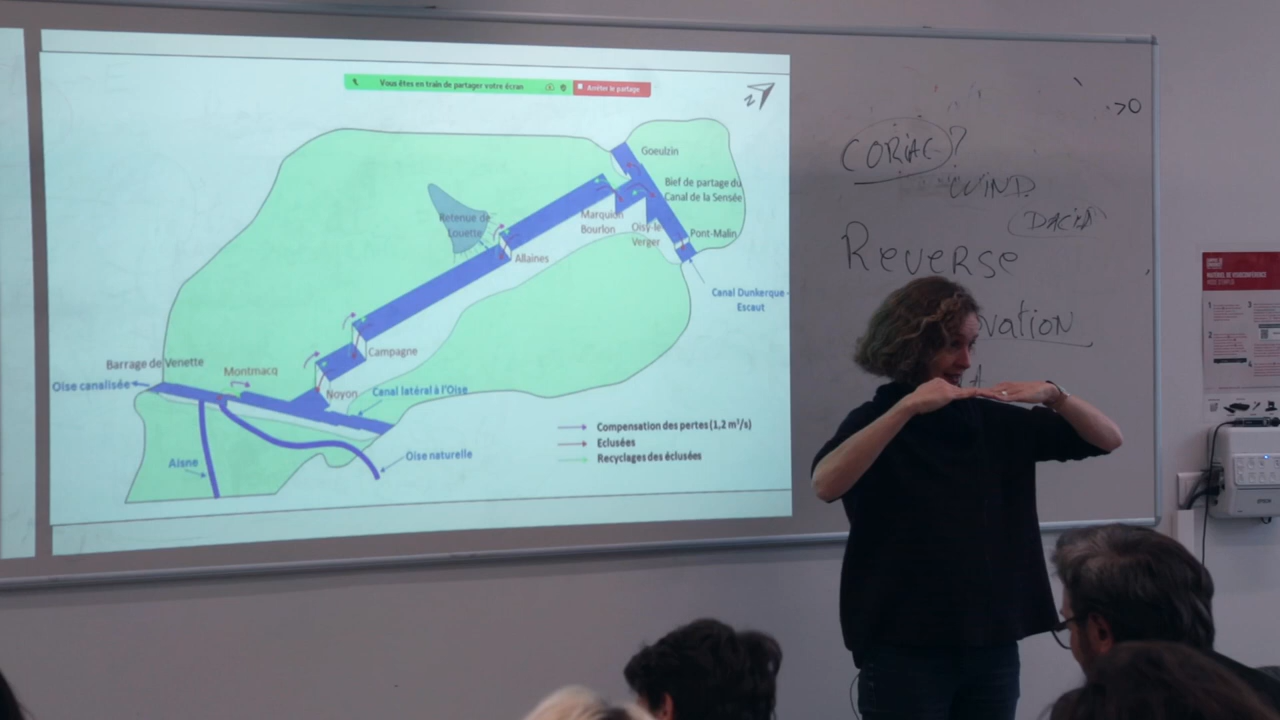 Vous êtes en train de partager votre écran
Arrêter le partage
Z
Goeulzin
Bief de partage du
Canal de la Sensée
Marquion
Bourlon
Oisy-le
Verger
Pont-Malin
Retenue de
Louette
Allaines
Canal Dunkerque -
Escaut
Campagne
Barrage de Venette
Montmacq
Oise canalisée
Noyon
Canal latéral à l'Oise
Compensation des pertes (1,2 m³/s)
Eclusées
Recyclages des éclusées
Oise naturelle
Aisne
>0
CORIAC ?
WIND
DACIA
Reverse
vation
EPSON